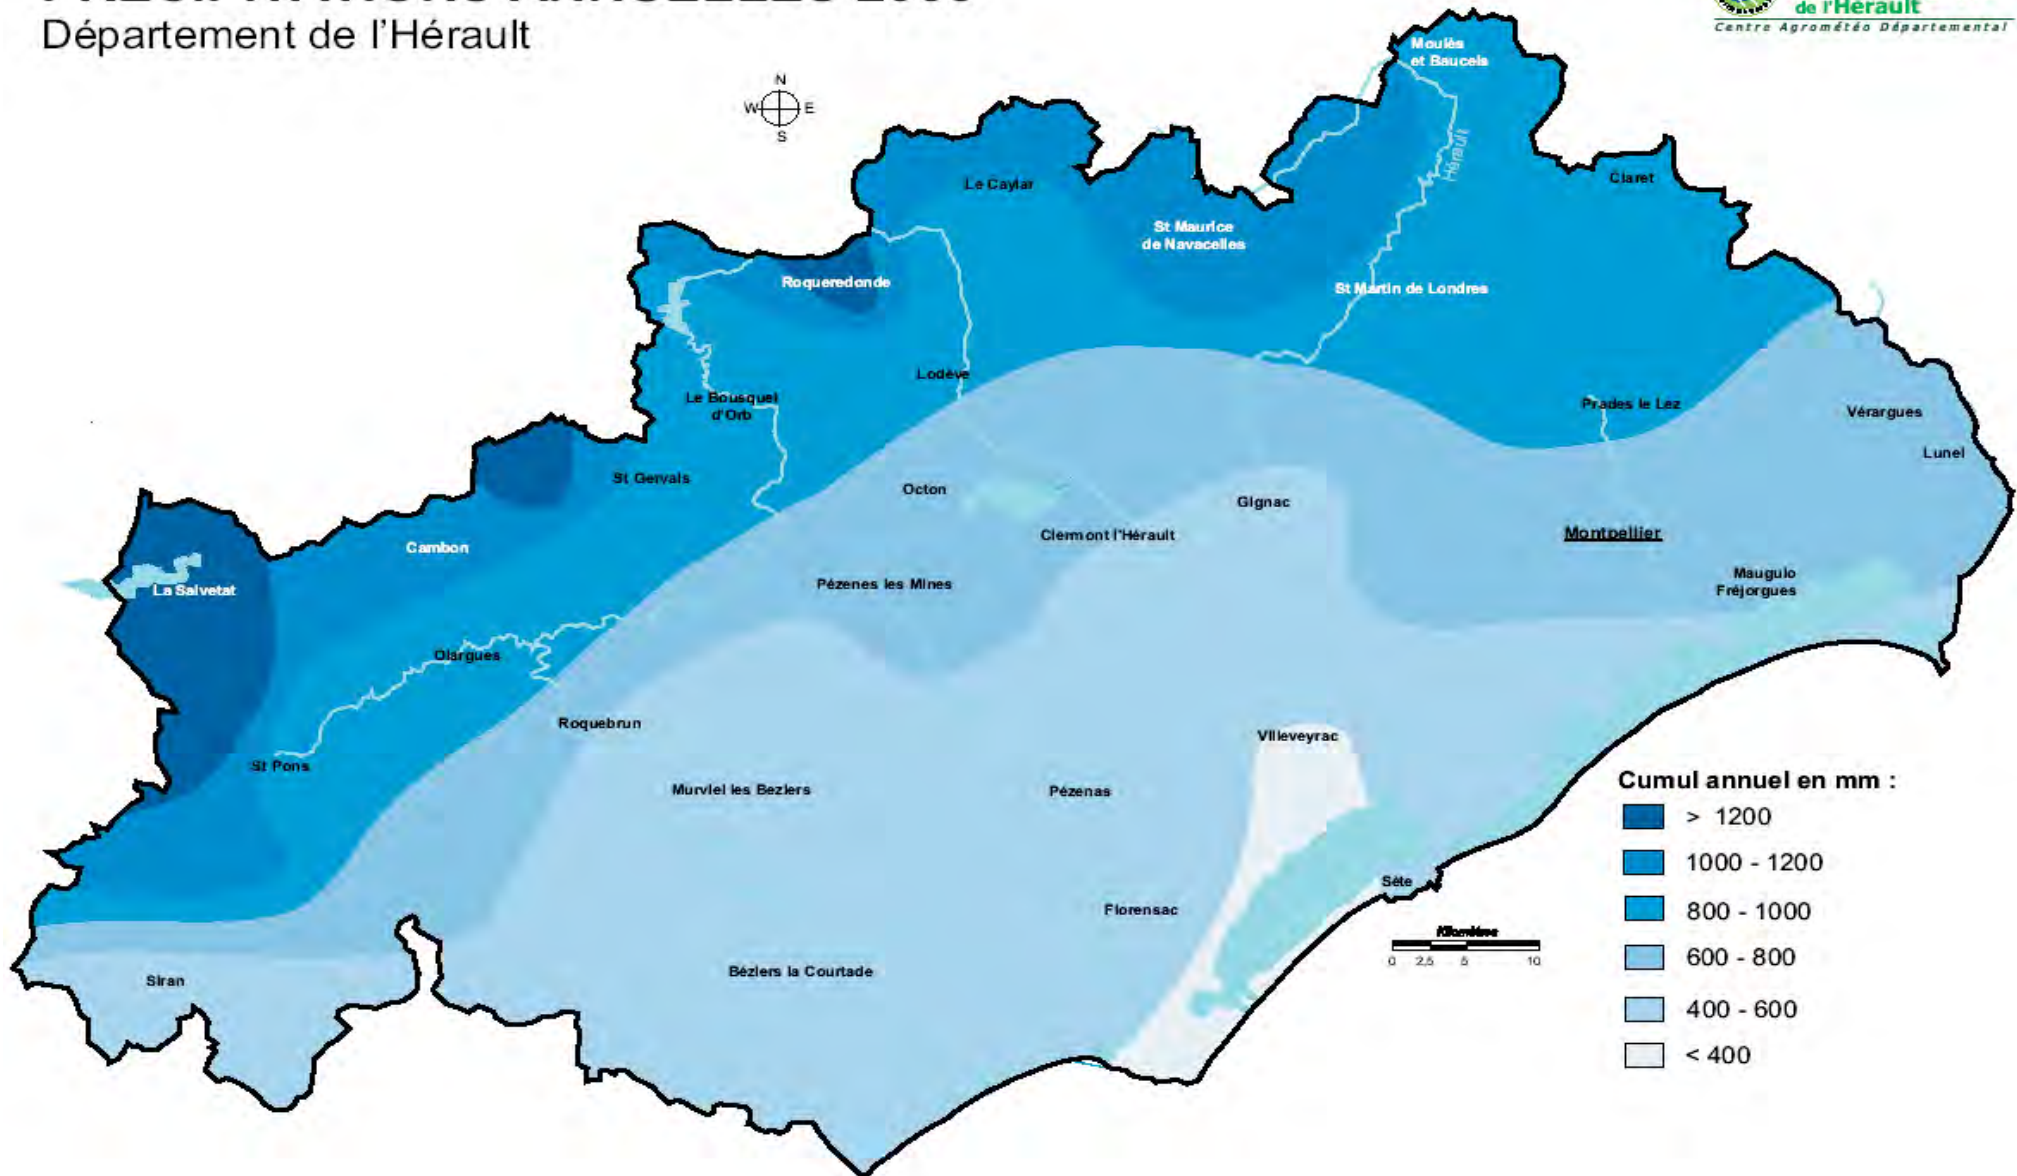 Département de l'Hérault
de l'Hérault
Centre Agrométéo Départemental
N
W
E
S
Moulès
et Baucels
Hérault
Le Caylar
Claret
St Maurice
de Navacelles
Roqueredonde
St Martin de Londres
Lodève
Le Bousquet
d'Orb
Prades le Lez
Vérargues
Lunel
St Gervais
Octon
Gignac
Clermont l'Hérault
Montpellier
Cambon
La Salvetat
Pézenes les Mines
Mauguio
Fréjorgues
Olargues
Roquebrun
Villeveyrac
St Pons
Murviel les Beziers
Pézenas
Cumul annuel en mm :
> 1200
1000 - 1200
800 - 1000
600 - 800
400 - 600
< 400
Sète
Florensac
Kilomètre
0 2,5 5 10
Béziers la Courtade
Siran